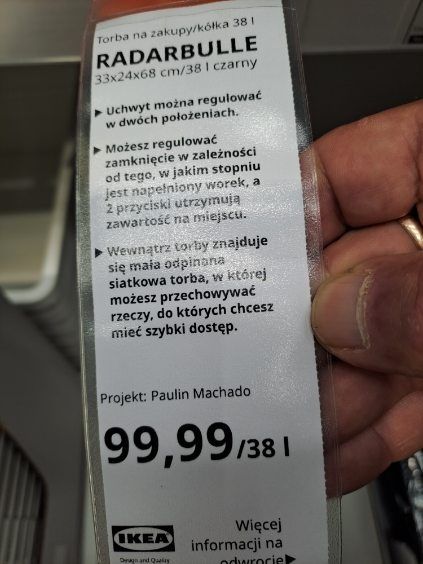 Torba na zakupy/kółka 38 l
RADARBULLE
33x24x68 cm/38 l czarny
▶ Uchwyt można regulować
w dwóch położeniach.
▶ Możesz regulować
zamknięcie w zależności
od tego, w jakim stopniu
jest napełniony worek, a
2 przyciski utrzymują
zawartość na miejscu.
▶ Wewnątrz torby znajduje
się mała odpinana
siatkowa torba, w której
możesz przechowywać
rzeczy, do których chcesz
mieć szybki dostęp.
Projekt: Paulin Machado
99,99/38 l
IKEA
Design and Quality
Więcej
informacji na
odwrocie▶